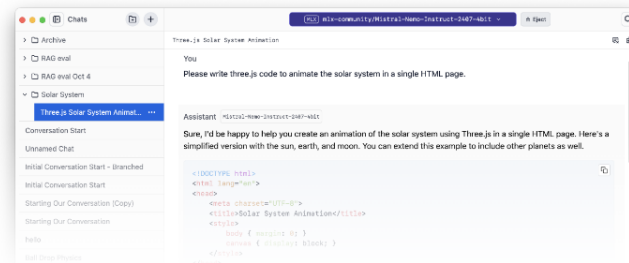 Chats
MLX mlx-community/Mistral-Nemo-Instruct-2407-4bit
Eject
Archive
RAG eval
RAG eval Oct 4
Solar System
Three.js Solar System Animat... •••
Conversation Start
Unnamed Chat
Initial Conversation Start - Branched
Initial Conversation Start
Starting Our Conversation (Copy)
Starting Our Conversation
hello
Three.js Solar System Animation
You
Please write three.js code to animate the solar system in a single HTML page.
Assistant Mistral-Nemo-Instruct-2407-4bit
Sure, I'd be happy to help you create an animation of the solar system using Three.js in a single HTML page. Here's a
simplified version with the sun, earth, and moon. You can extend this example to include other planets as well.
<!DOCTYPE html>
<html lang="en">
<head>
<meta charset="UTF-8">
<title>Solar System Animation</title>
<style>
body { margin: 0; }
canvas { display: block; }
</style>